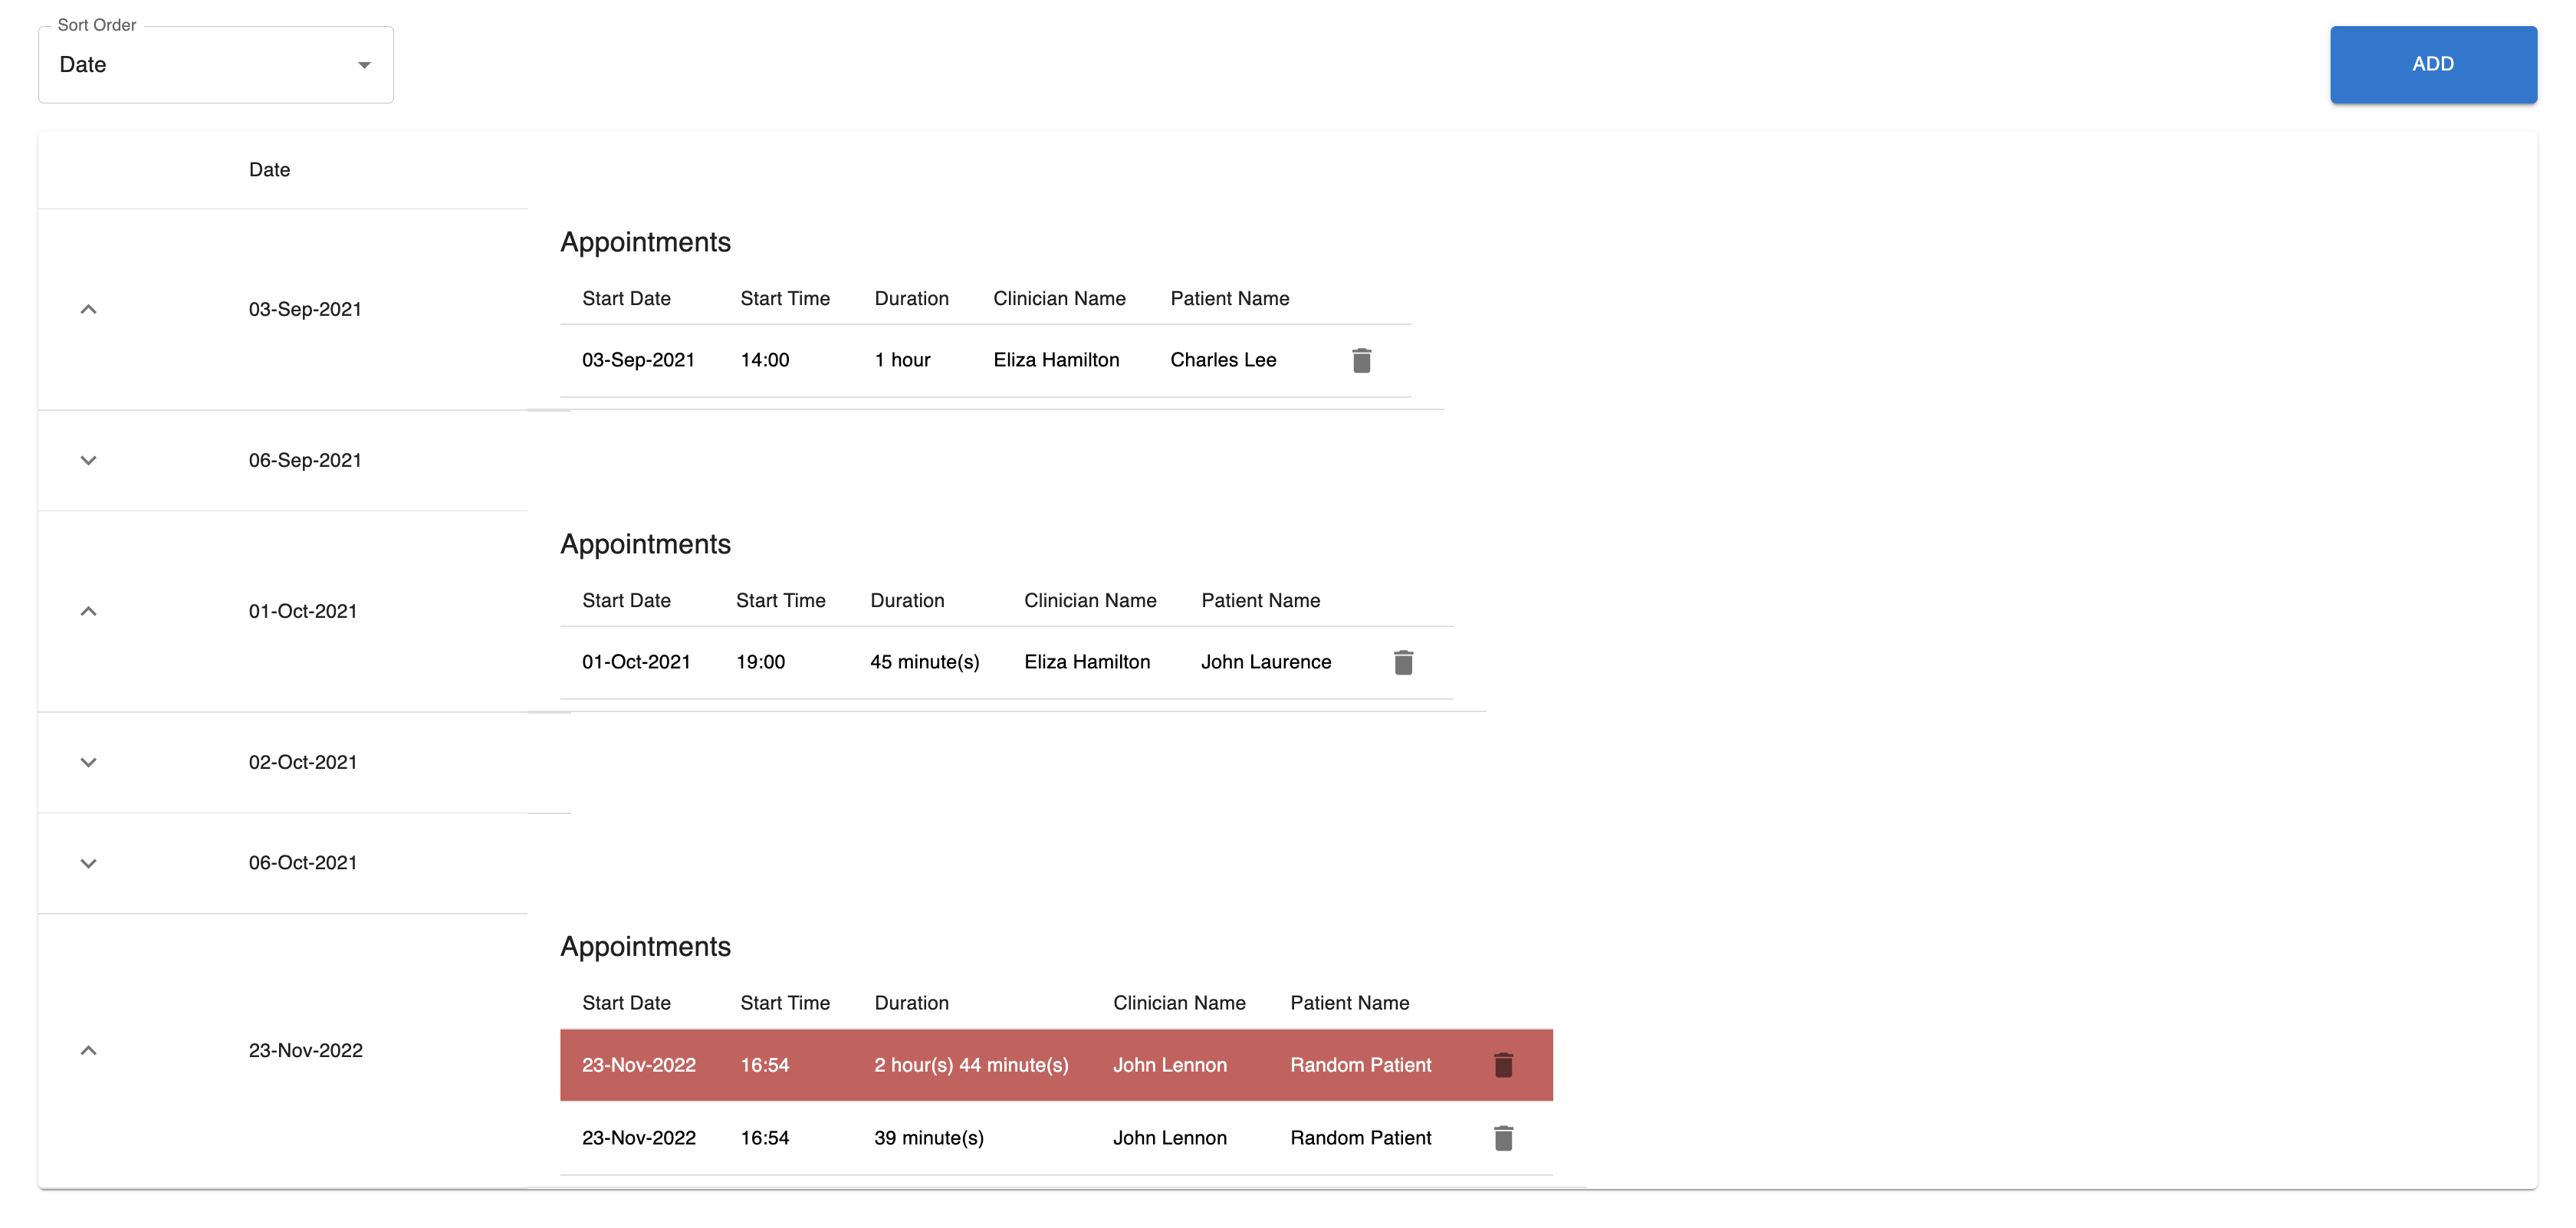 Sort Order
Date
ADD
Date
Appointments
Start Date Start Time Duration Clinician Name Patient Name
03-Sep-2021
03-Sep-2021 14:00 1 hour Eliza Hamilton Charles Lee
06-Sep-2021
Appointments
Start Date Start Time Duration Clinician Name Patient Name
01-Oct-2021
01-Oct-2021 19:00 45 minute(s) Eliza Hamilton John Laurence
02-Oct-2021
06-Oct-2021
Appointments
Start Date Start Time Duration Clinician Name Patient Name
23-Nov-2022
23-Nov-2022 16:54 2 hour(s) 44 minute(s) John Lennon Random Patient
23-Nov-2022 16:54 39 minute(s) John Lennon Random Patient